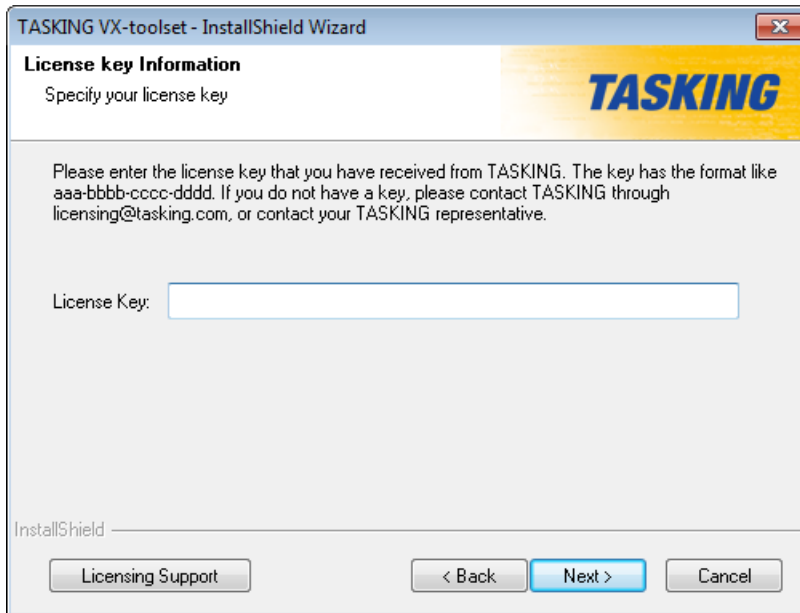 TASKING VX-toolset - InstallShield Wizard
License key Information
Specify your license key
TASKING
Please enter the license key that you have received from TASKING. The key has the format like
aaa-bbbb-cccc-dddd. If you do not have a key, please contact TASKING through
licensing@tasking.com, or contact your TASKING representative.
License Key:
InstallShield
Licensing Support
< Back
Next >
Cancel